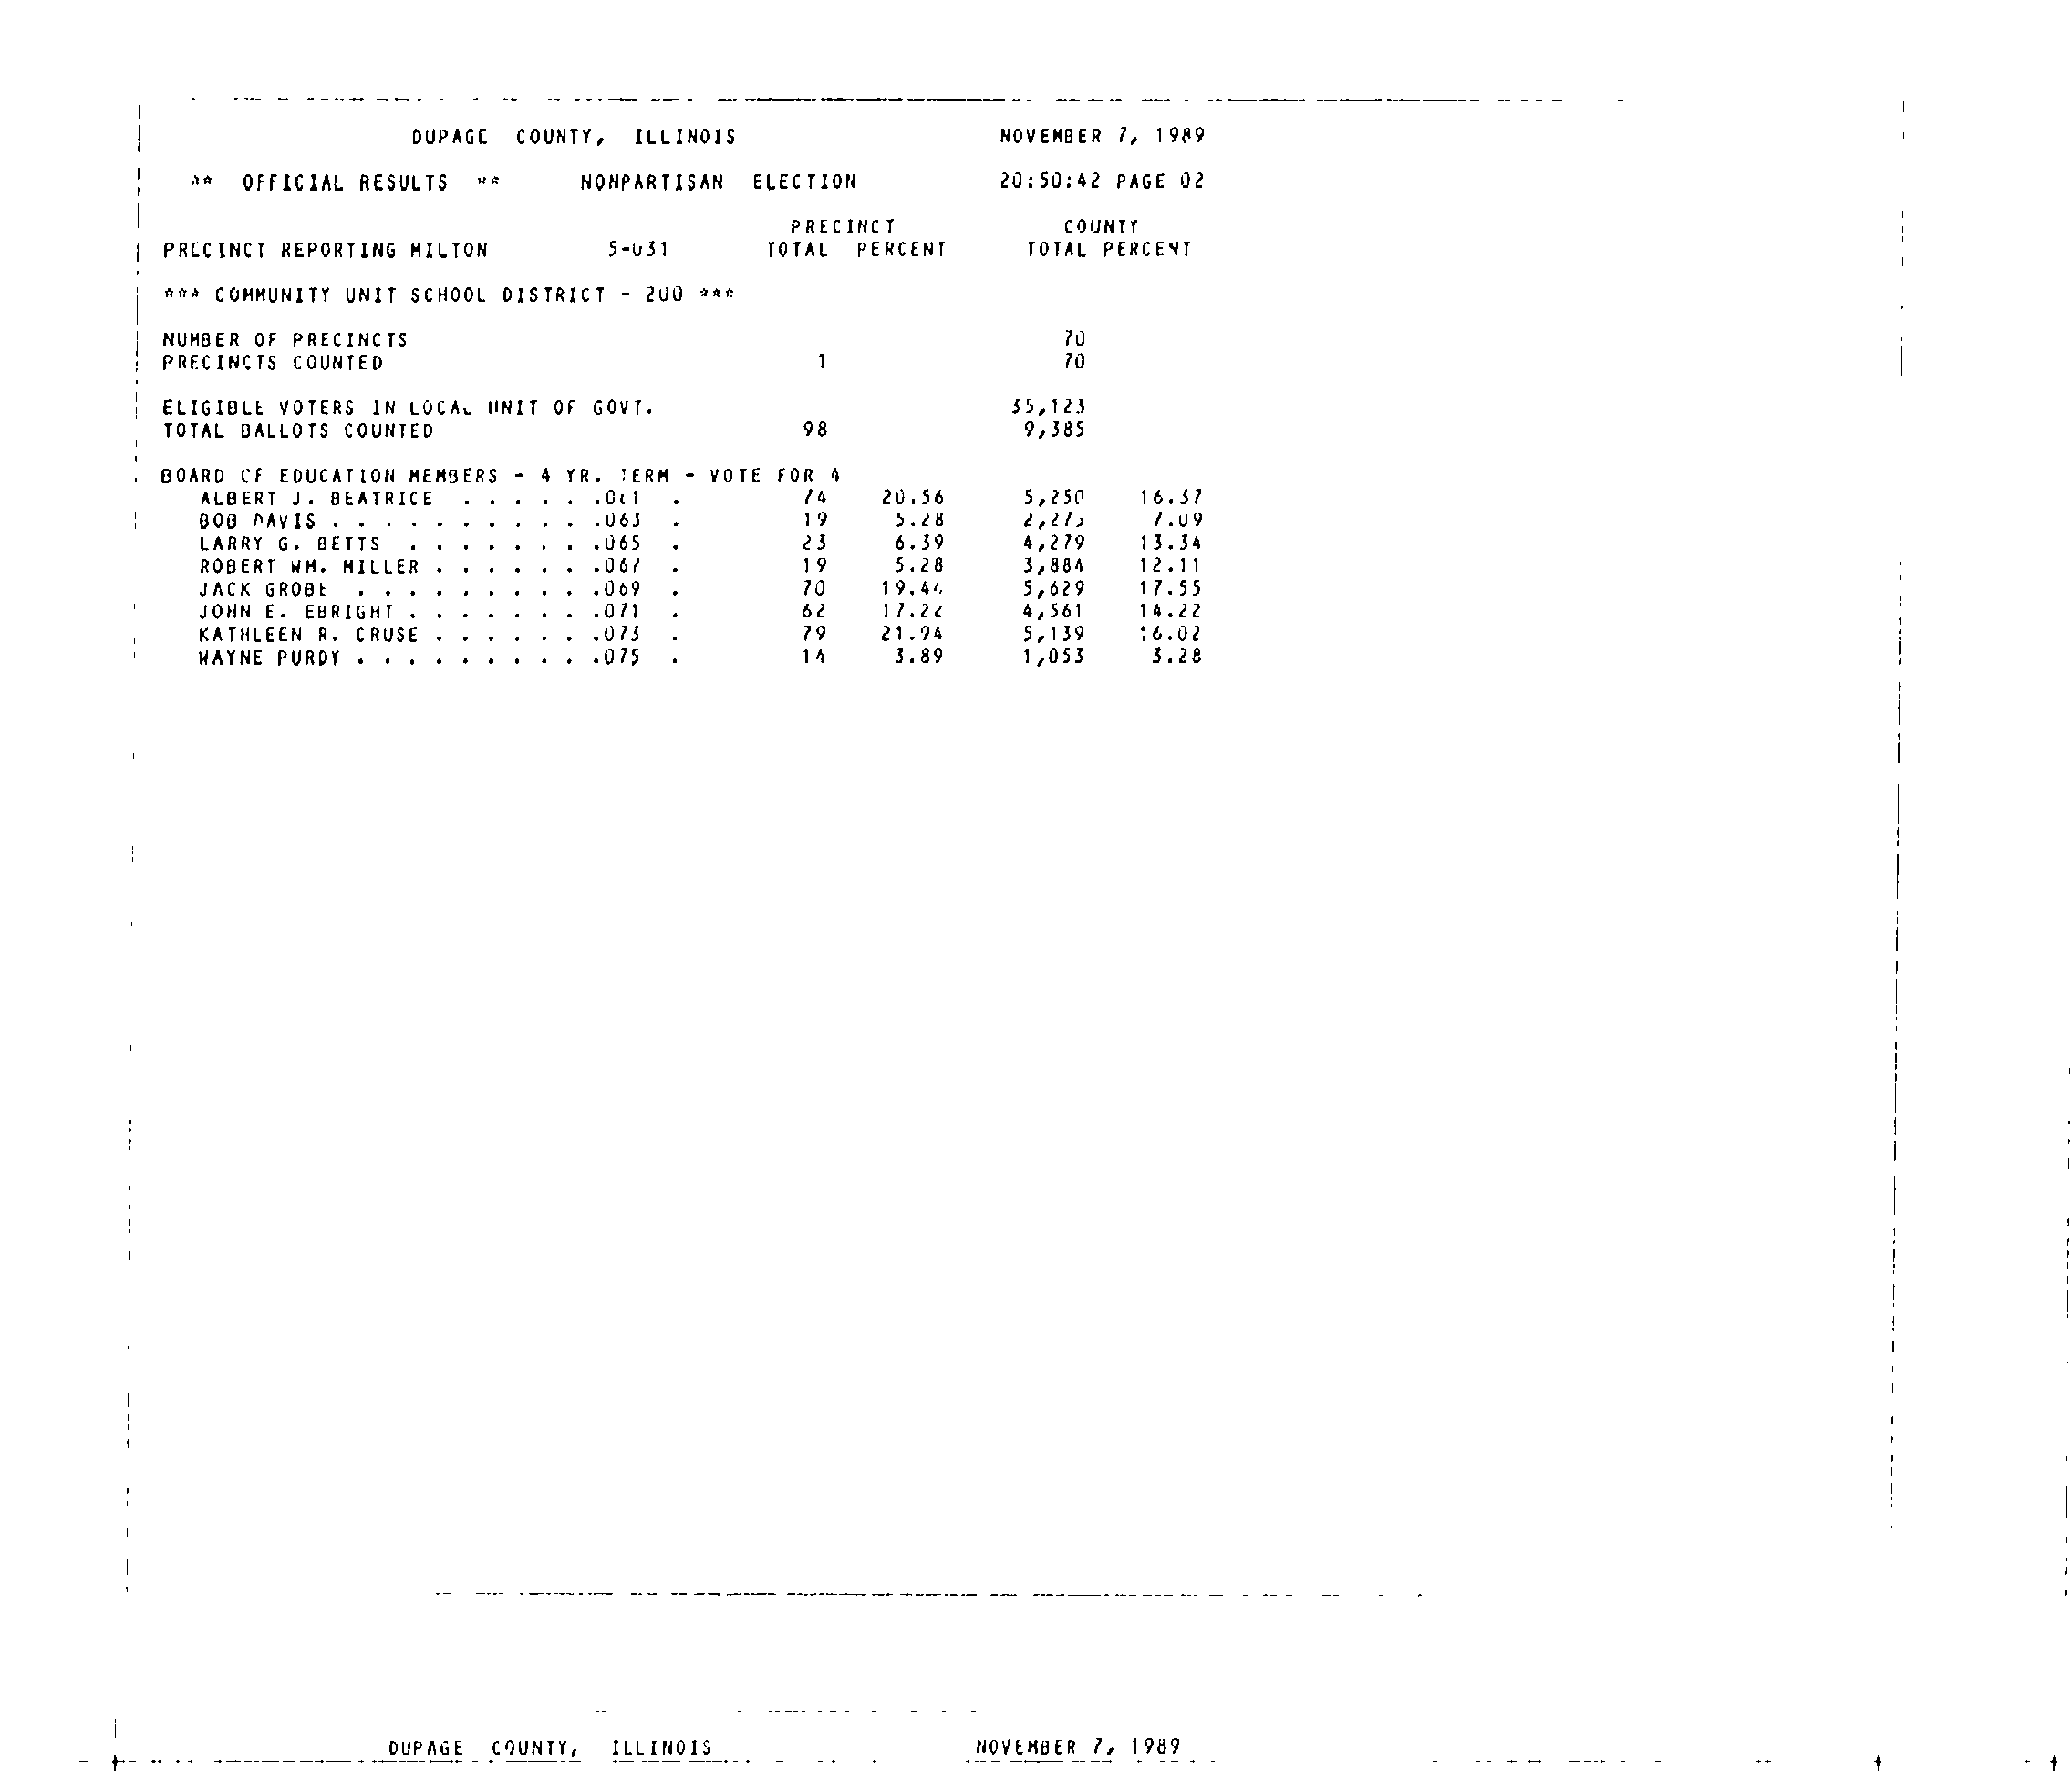 DUPAGE COUNTY, ILLINOIS NOVEMBER 7, 1989
** OFFICIAL RESULTS ** NONPARTISAN ELECTION 20:50:42 PAGE 02
PRECINCT COUNTY
PRECINCT REPORTING MILTON 5-031 TOTAL PERCENT TOTAL PERCENT
*** COMMUNITY UNIT SCHOOL DISTRICT - 200 ***
NUMBER OF PRECINCTS 70
PRECINCTS COUNTED 1 70
ELIGIBLE VOTERS IN LOCAL UNIT OF GOVT. 35,123
TOTAL BALLOTS COUNTED 98 9,385
BOARD OF EDUCATION MEMBERS - 4 YR. TERM - VOTE FOR 4
ALBERT J. BEATRICE . . . . . .061 . 74 20.56 5,250 16.37
BOB DAVIS . . . . . . . . . . .063 . 19 5.28 2,275 7.09
LARRY G. BETTS . . . . . . . .065 . 23 6.39 4,279 13.34
ROBERT WM. MILLER . . . . . . .067 . 19 5.28 3,884 12.11
JACK GROBE . . . . . . . . . .069 . 70 19.44 5,629 17.55
JOHN E. EBRIGHT . . . . . . . .071 . 62 17.22 4,561 14.22
KATHLEEN R. CRUSE . . . . . . .073 . 79 21.94 5,139 16.02
WAYNE PURDY . . . . . . . . . .075 . 14 3.89 1,053 3.28
DUPAGE COUNTY, ILLINOIS NOVEMBER 7, 1989